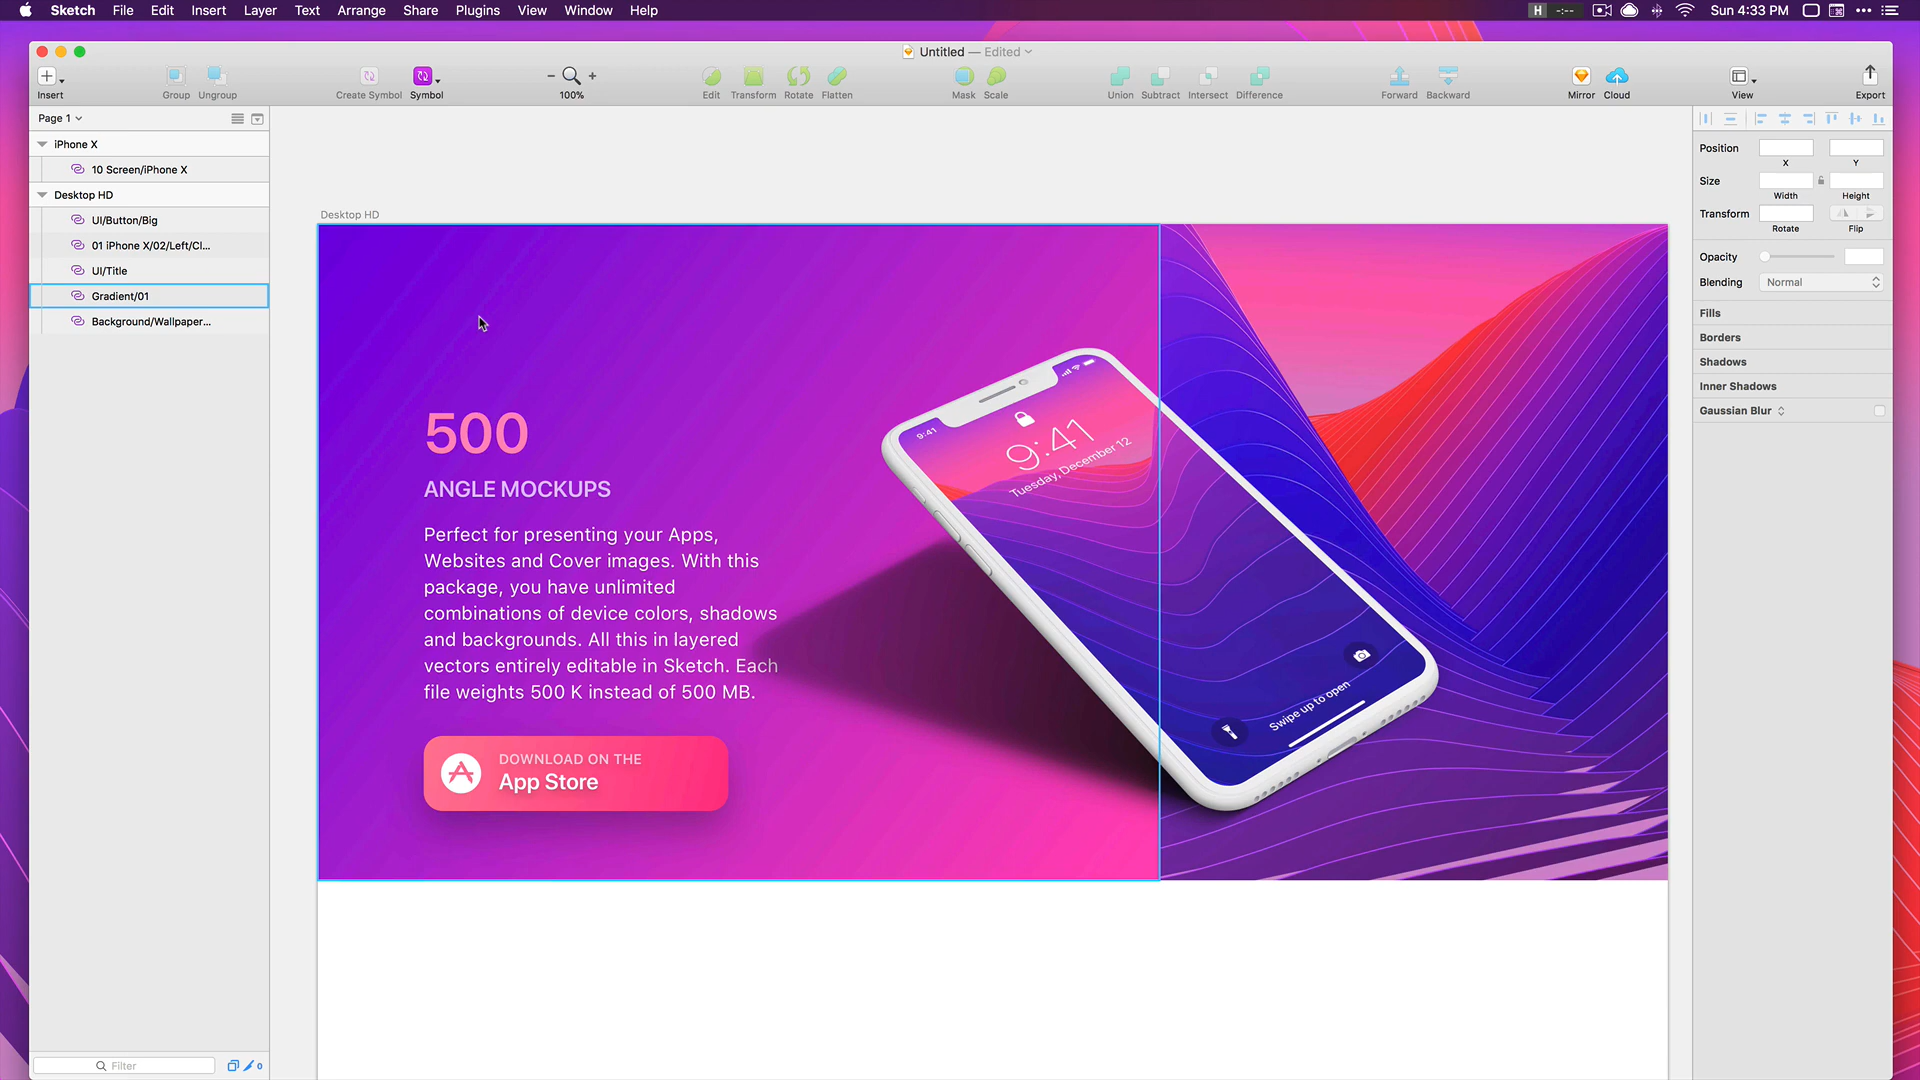 Sketch File Edit Insert Layer Text Arrange Share Plugins View Window Help
H -:-- Sun 4:33 PM
Untitled — Edited
Insert Group Ungroup Create Symbol Symbol 100% Edit Transform Rotate Flatten Mask Scale Union Subtract Intersect Difference Forward Backward Mirror Cloud View Export
Page 1
iPhone X
10 Screen/iPhone X
Desktop HD
UI/Button/Big
01 iPhone X/02/Left/Cl...
UI/Title
Gradient/01
Background/Wallpaper...
Filter
0
Desktop HD
500
ANGLE MOCKUPS
Perfect for presenting your Apps,
Websites and Cover images. With this
package, you have unlimited
combinations of device colors, shadows
and backgrounds. All this in layered
vectors entirely editable in Sketch. Each
file weights 500 K instead of 500 MB.
DOWNLOAD ON THE
App Store
9:41
9:41
Tuesday, December 12
Swipe up to open
Position
X Y
Size
Width Height
Transform
Rotate Flip
Opacity
Blending Normal
Fills
Borders
Shadows
Inner Shadows
Gaussian Blur